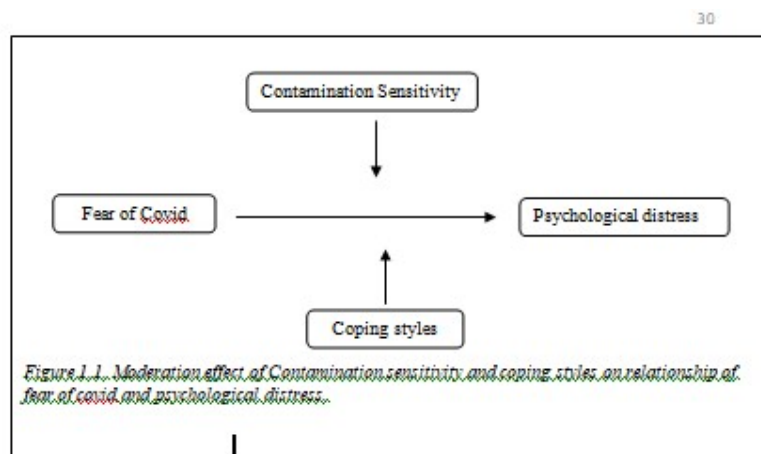 30
Contamination Sensitivity
Fear of Covid
Psychological distress
Coping styles
Figure 1.1. Moderation effect of Contamination sensitivity and coping styles on relationship of
fear of covid and psychological distress.